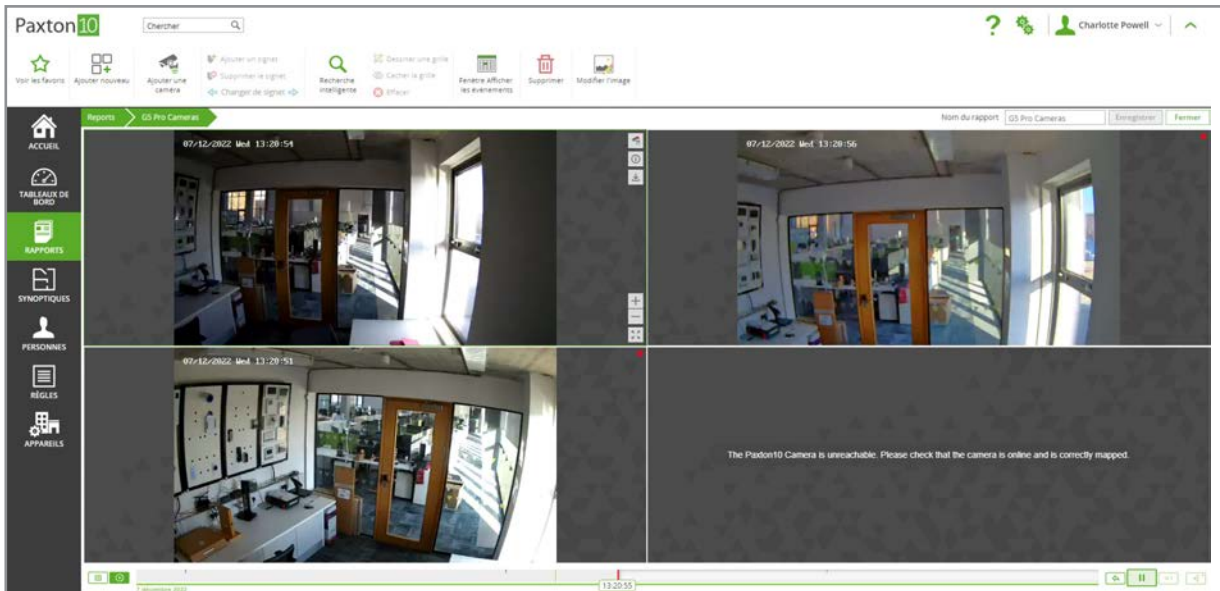 Paxton 10
Chercher
Charlotte Powell
Voir les favoris
Ajouter nouveau
Ajouter une caméra
Ajouter un signet
Supprimer le signet
Changer de signet
Recherche intelligente
Dessiner une grille
Cacher la grille
Effacer
Fenêtre Afficher les événements
Supprimer
Modifier l'image
ACCUEIL
TABLEAUX DE BORD
RAPPORTS
SYNOPTIQUES
PERSONNES
RÈGLES
APPAREILS
Reports
G5 Pro Cameras
Nom du rapport
G5 Pro Cameras
Enregistrer
Fermer
07/12/2022 Wed 13:20:54
07/12/2022 Wed 13:20:56
07/12/2022 Wed 13:20:51
The Paxton10 Camera is unreachable. Please check that the camera is online and is correctly mapped.
13:20:55
7 décembre 2022